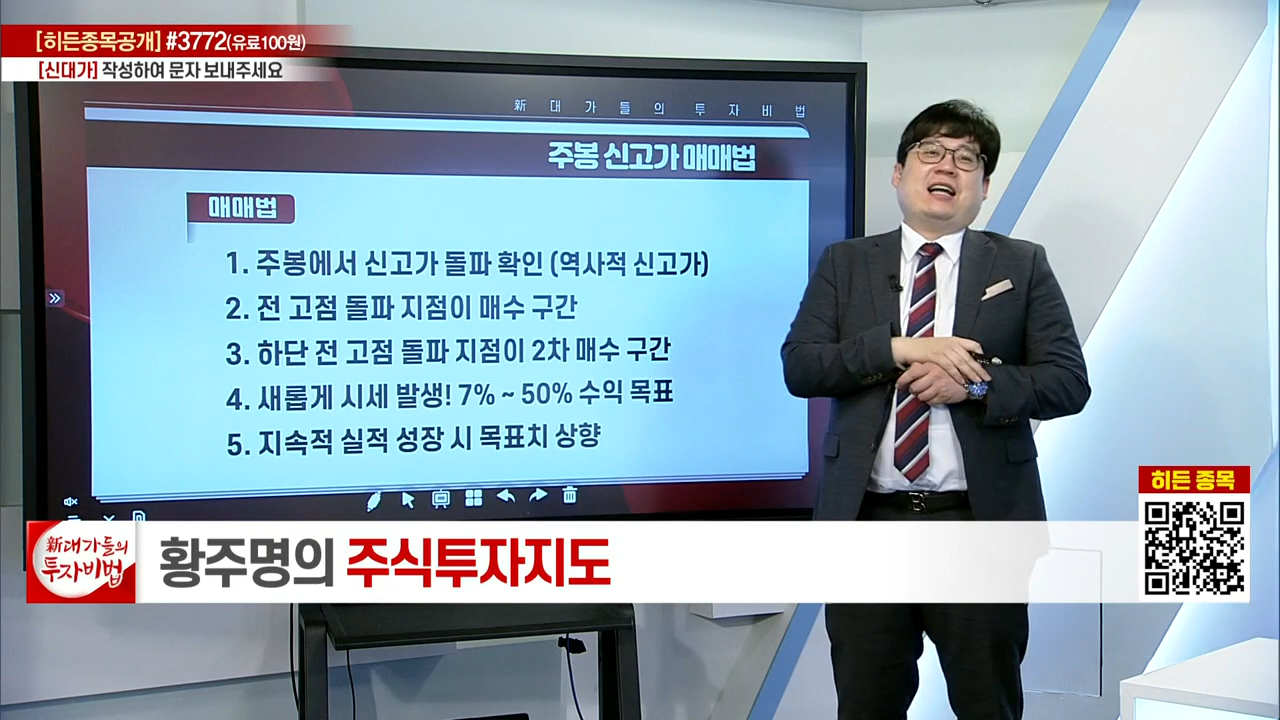 [히든종목공개] #3772(유료100원)
[신대가] 작성하여 문자 보내주세요
新 대 가 들 의 투 자 비 법
주봉 신고가 매매법
매매법
1. 주봉에서 신고가 돌파 확인 (역사적 신고가)
2. 전 고점 돌파 지점이 매수 구간
3. 하단 전 고점 돌파 지점이 2차 매수 구간
4. 새롭게 시세 발생! 7% ~ 50% 수익 목표
5. 지속적 실적 성장 시 목표치 상향
히든 종목
新대가들의
투자비법
황주명의 주식투자지도